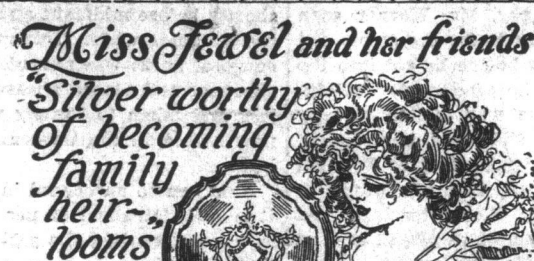 Miss Jewel and her friends
"Silver worthy
of becoming
family
heir-
looms"